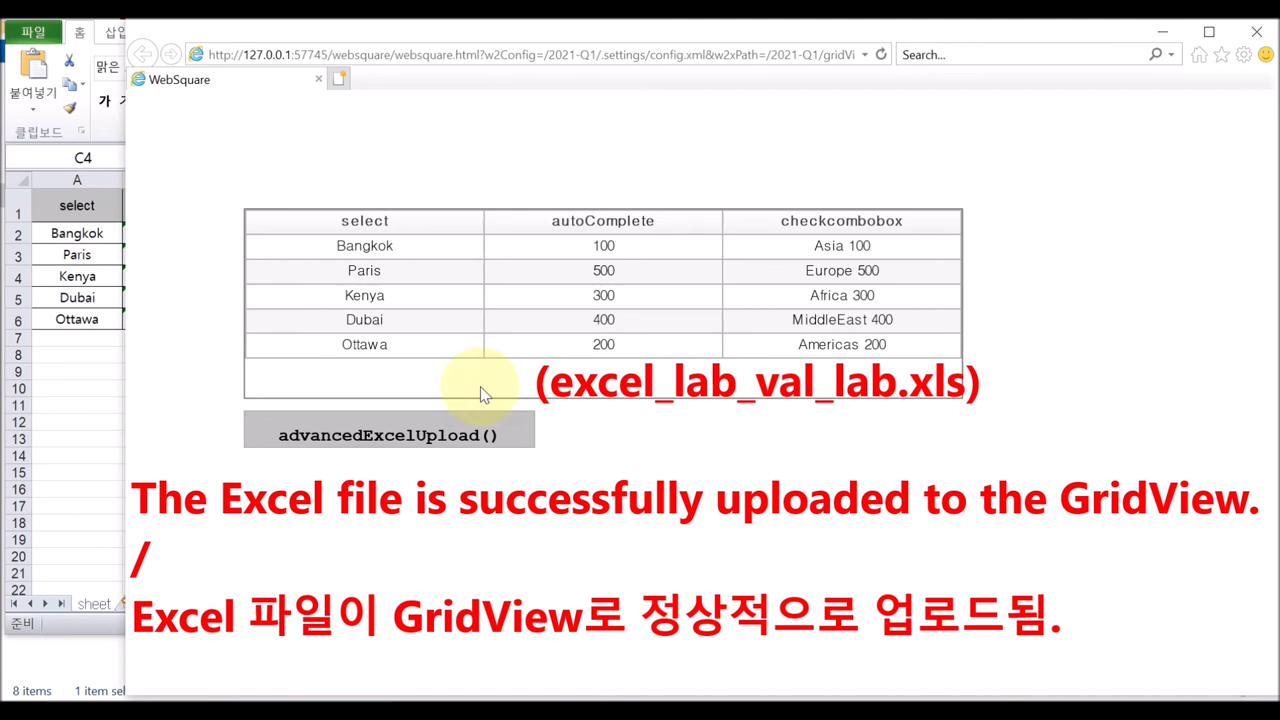 파일
홈
삽입
붙여넣기
맑은
가
클립보드
C4
A
1 select
2 Bangkok
3 Paris
4 Kenya
5 Dubai
6 Ottawa
7
8
9
10
11
12
13
14
15
16
17
18
19
20
21
22
sheet
준비
8 items 1 item sel
http://127.0.0.1:57745/websquare/websquare.html?w2Config=/2021-Q1/.settings/config.xml&w2xPath=/2021-Q1/gridVi
Search...
WebSquare
select autoComplete checkcombobox
Bangkok 100 Asia 100
Paris 500 Europe 500
Kenya 300 Africa 300
Dubai 400 MiddleEast 400
Ottawa 200 Americas 200
(excel_lab_val_lab.xls)
advancedExcelUpload()
The Excel file is successfully uploaded to the GridView.
/
Excel 파일이 GridView로 정상적으로 업로드됨.